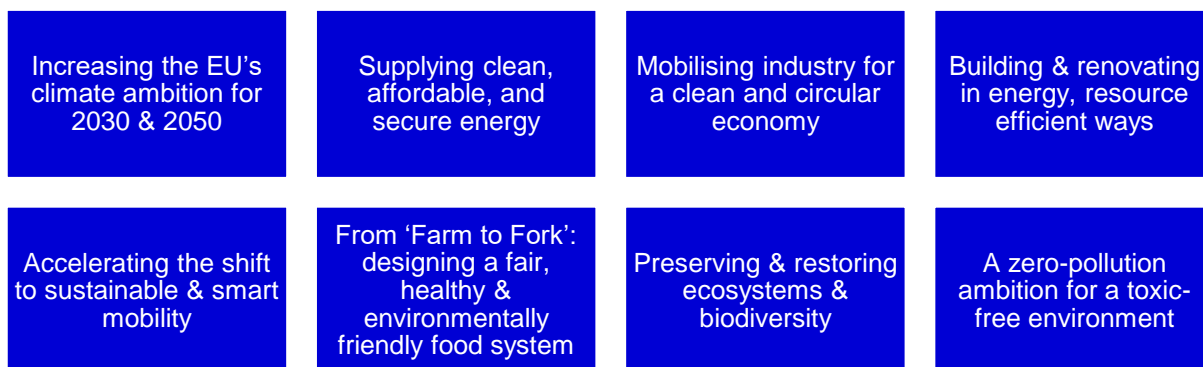 Increasing the EU’s
climate ambition for
2030 & 2050
Supplying clean,
affordable, and
secure energy
Mobilising industry for
a clean and circular
economy
Building & renovating
in energy, resource
efficient ways
Accelerating the shift
to sustainable & smart
mobility
From ‘Farm to Fork’:
designing a fair,
healthy &
environmentally
friendly food system
Preserving & restoring
ecosystems &
biodiversity
A zero-pollution
ambition for a toxic-
free environment